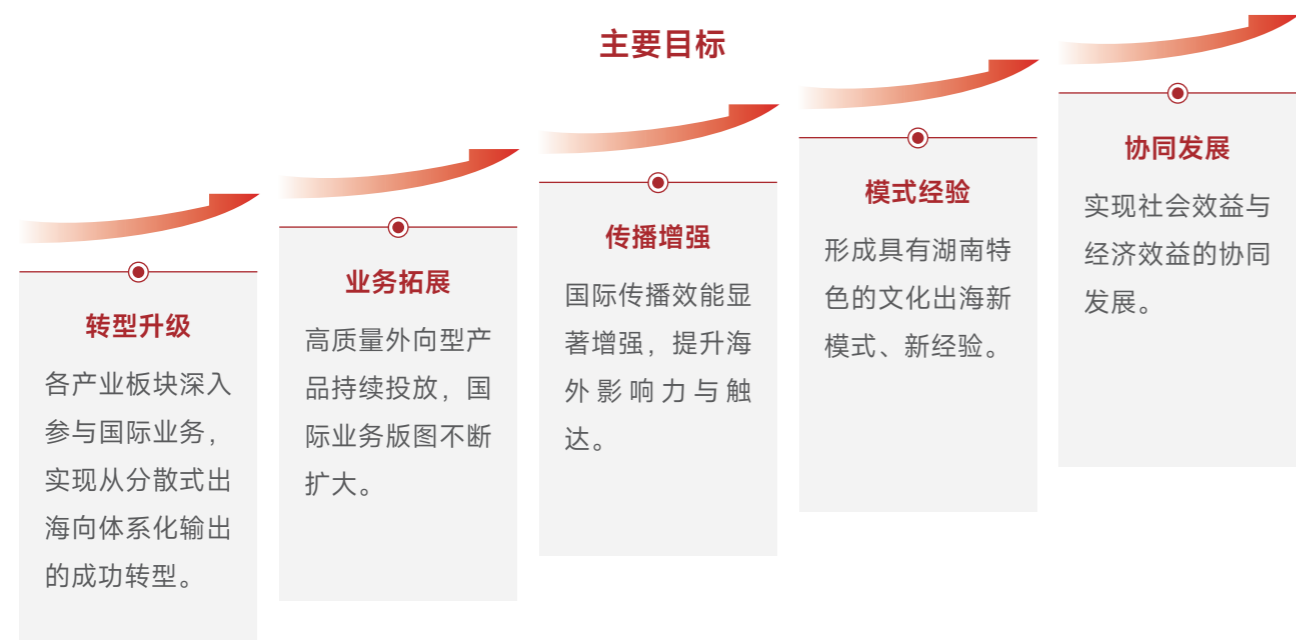 主要目标
转型升级
各产业板块深入
参与国际业务，
实现从分散式出
海向体系化输出
的成功转型。
业务拓展
高质量外向型产
品持续投放，国
际业务版图不断
扩大。
传播增强
国际传播效能显
著增强，提升海
外影响力与触
达。
模式经验
形成具有湖南特
色的文化出海新
模式、新经验。
协同发展
实现社会效益与
经济效益的协同
发展。